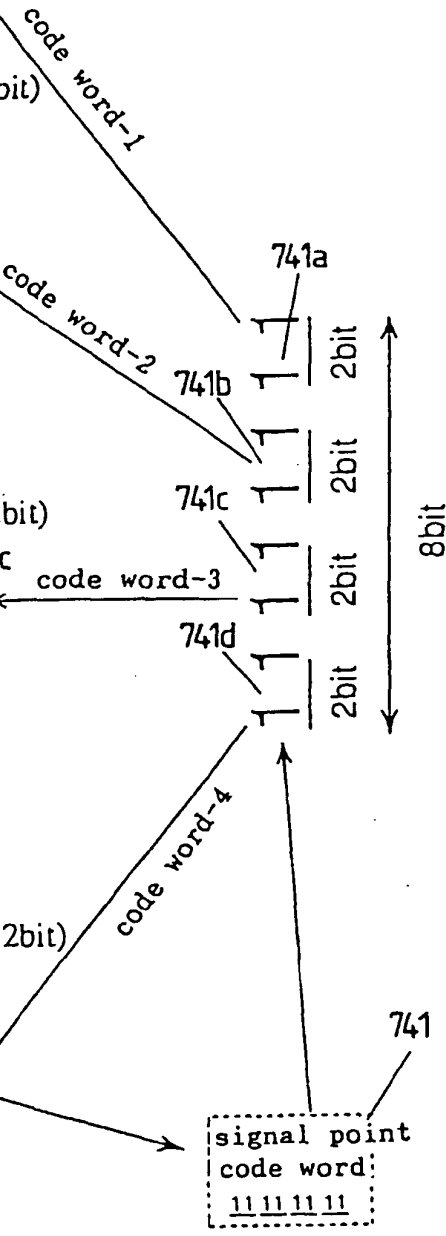 code word-1
bit)
741a
2bit
code word-2
741b
2bit
741c
bit)
c
code word-3
2bit
8bit
741d
2bit
code word-4
2bit)
741
signal point
code word
11 11 11 11